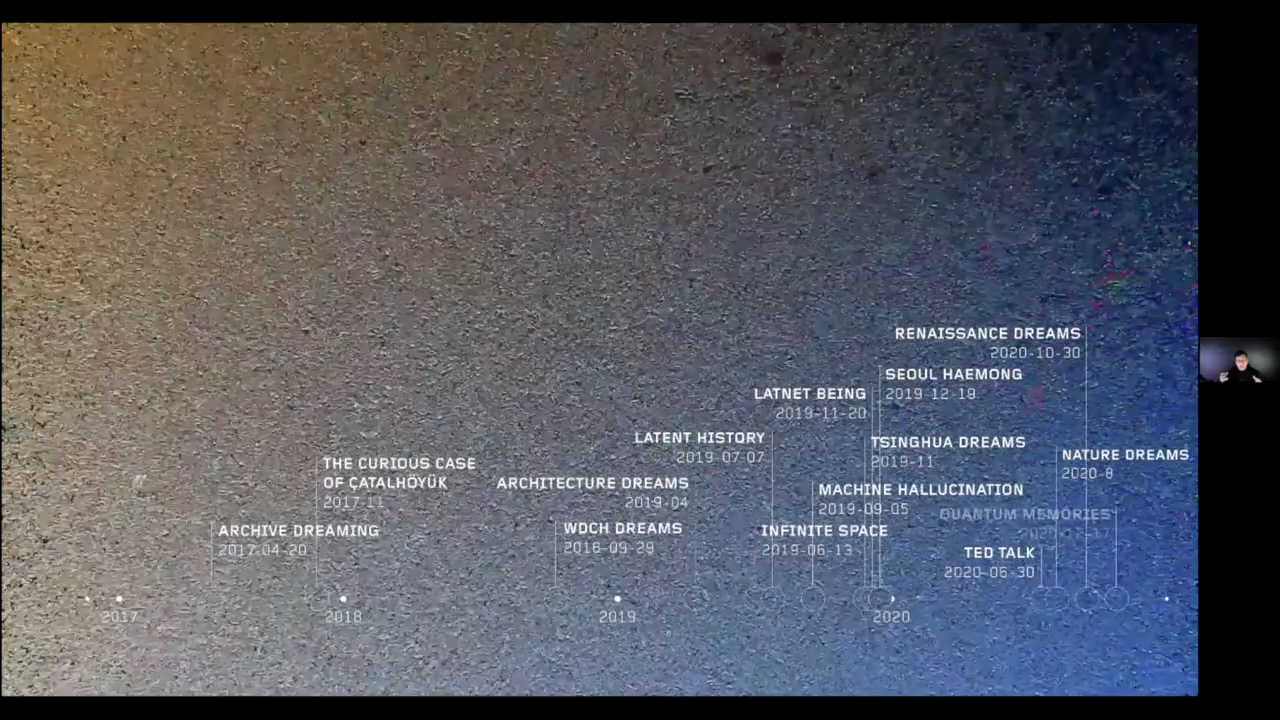 RENAISSANCE DREAMS
2020-10-30
SEOUL HAEMONG
2019-12-19
LATNET BEING
2019-11-20
LATENT HISTORY
2019-07-07
TSINGHUA DREAMS
2019-11
NATURE DREAMS
2020-8
THE CURIOUS CASE
OF ÇATALHÖYÜK
2017-11
ARCHITECTURE DREAMS
2019-04
MACHINE HALLUCINATION
2019-09-05
QUANTUM MEMORIES
ARCHIVE DREAMING
2017-04-20
WDCH DREAMS
2018-09-29
INFINITE SPACE
2019-06-13
TED TALK
2020-06-30
2017
2018
2019
2020